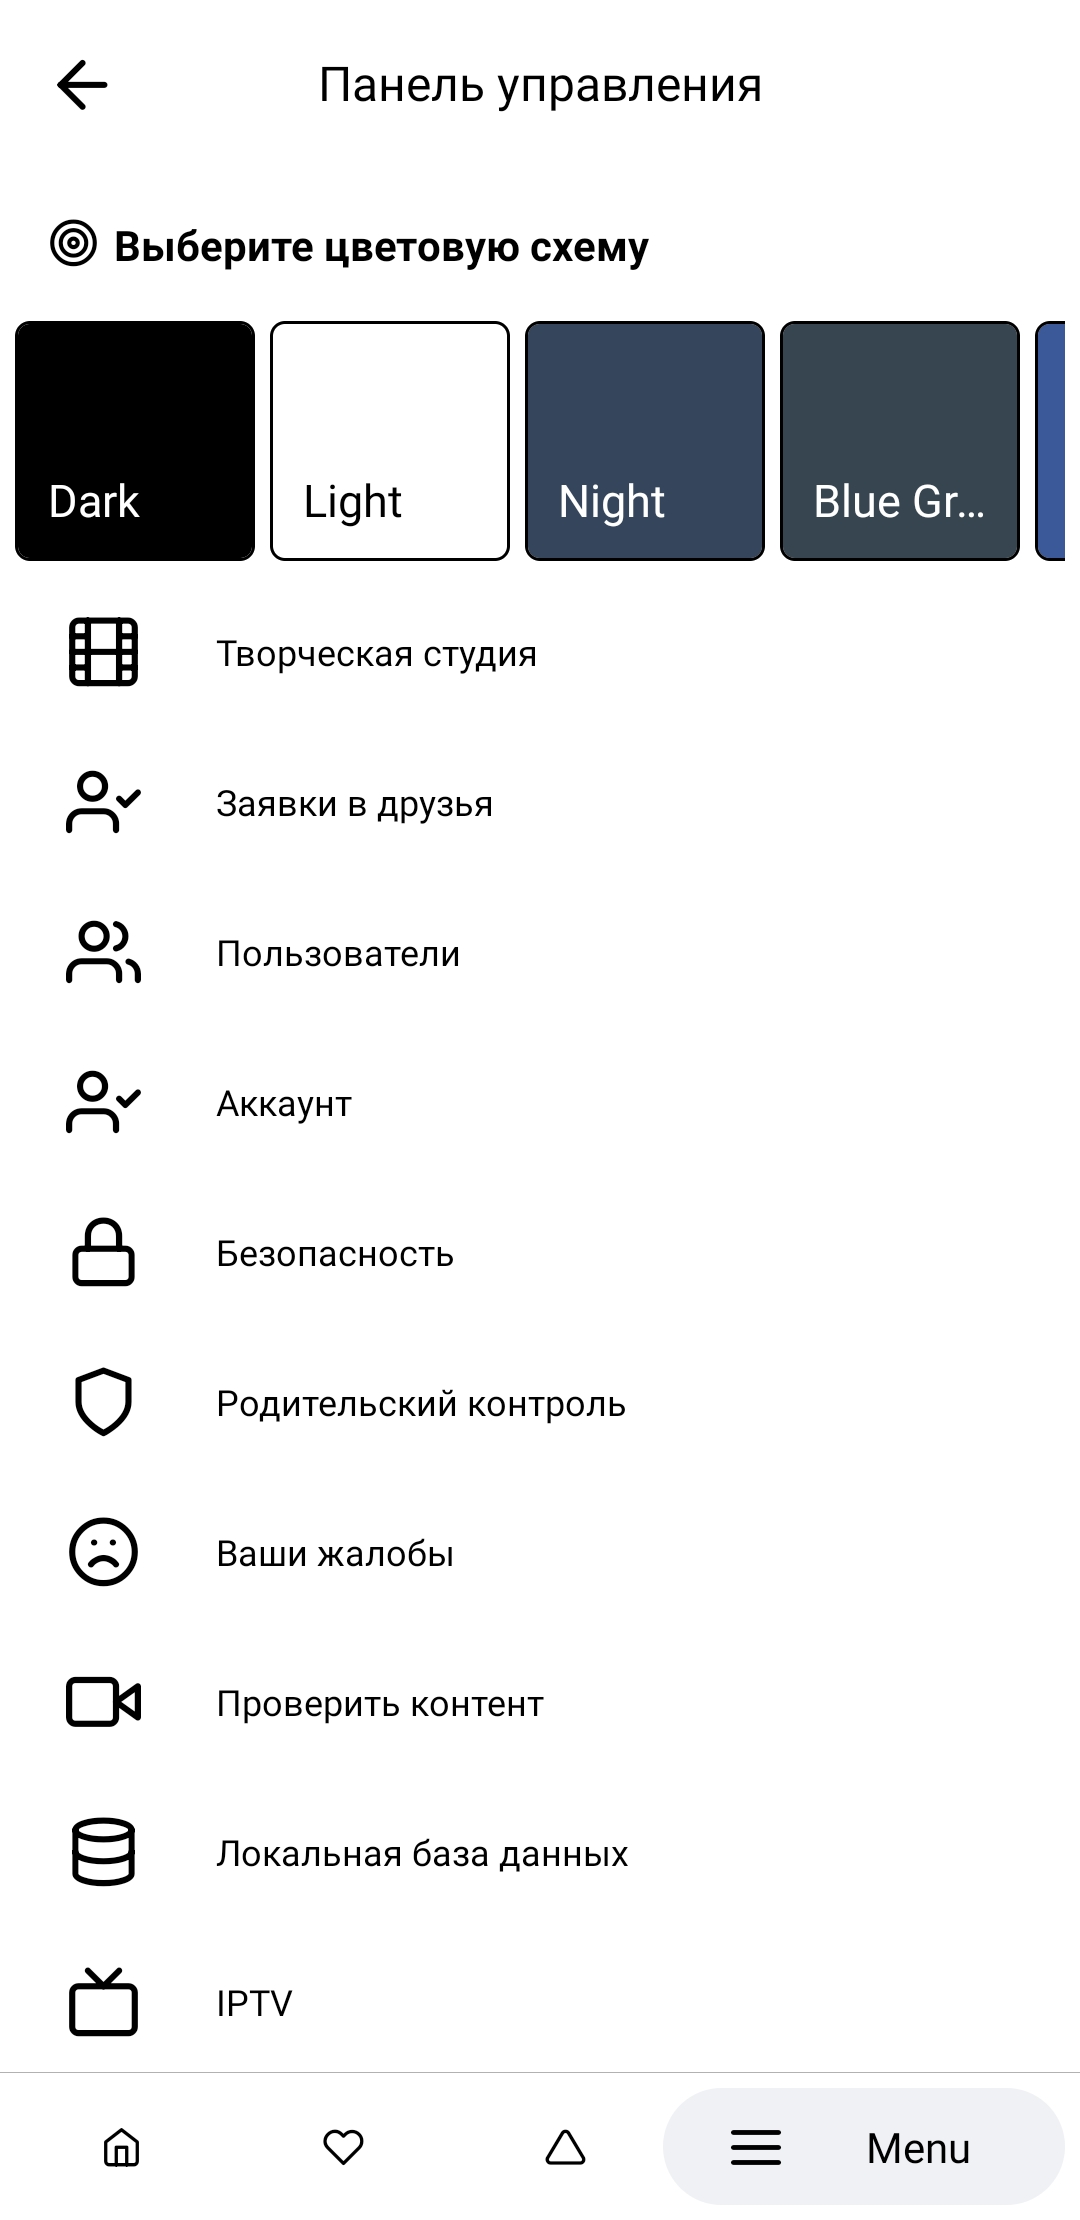 Панель управления
Выберите цветовую схему
Dark
Light
Night
Blue Gr...
Творческая студия
Заявки в друзья
Пользователи
Аккаунт
Безопасность
Родительский контроль
Ваши жалобы
Проверить контент
Локальная база данных
IPTV
Menu